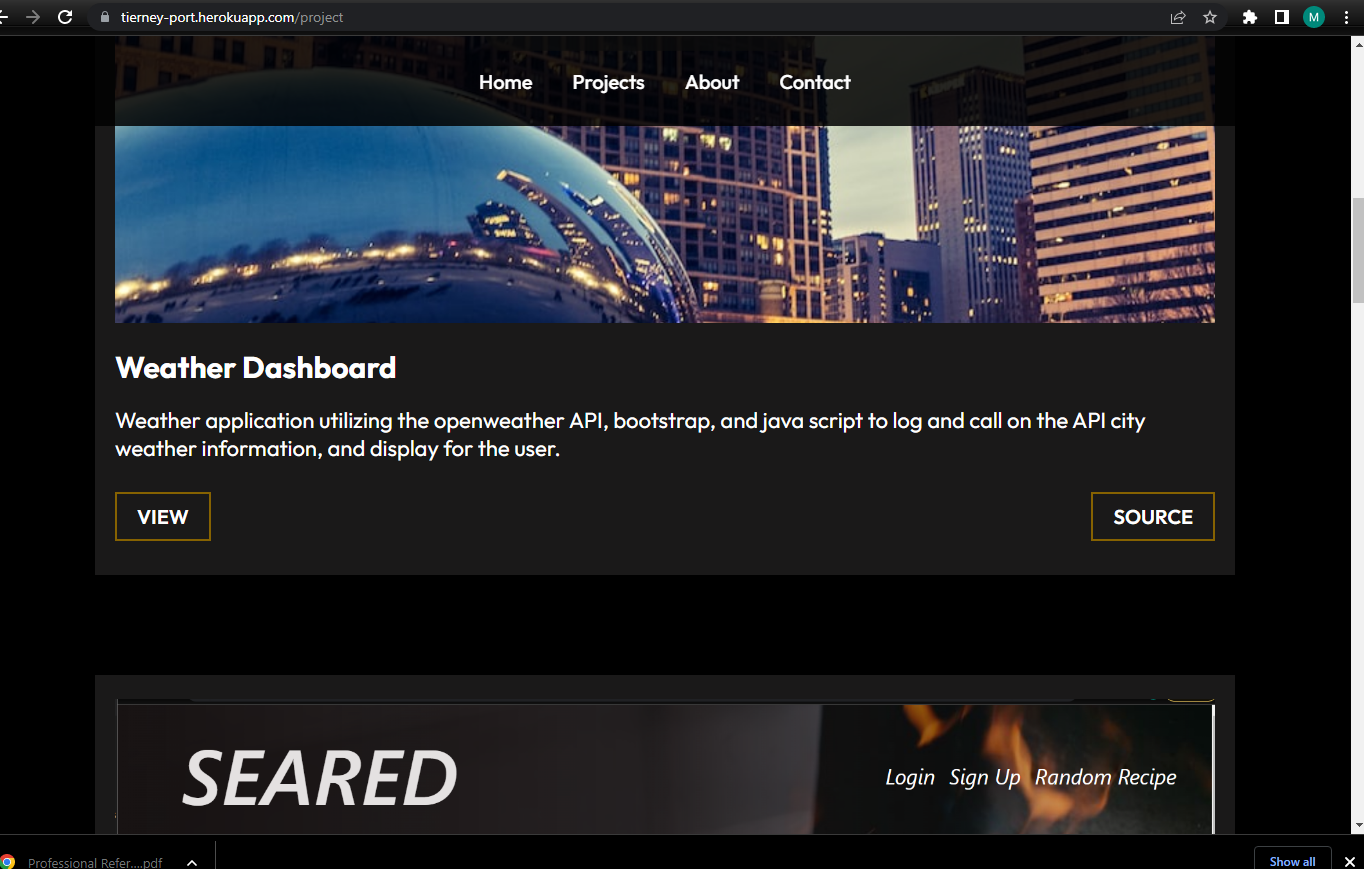 tierney-port.herokuapp.com/project
M
Home Projects About Contact
Weather Dashboard
Weather application utilizing the openweather API, bootstrap, and java script to log and call on the API city
weather information, and display for the user.
VIEW SOURCE
SEARED
Login Sign Up Random Recipe
Professional Refer....pdf
Show all